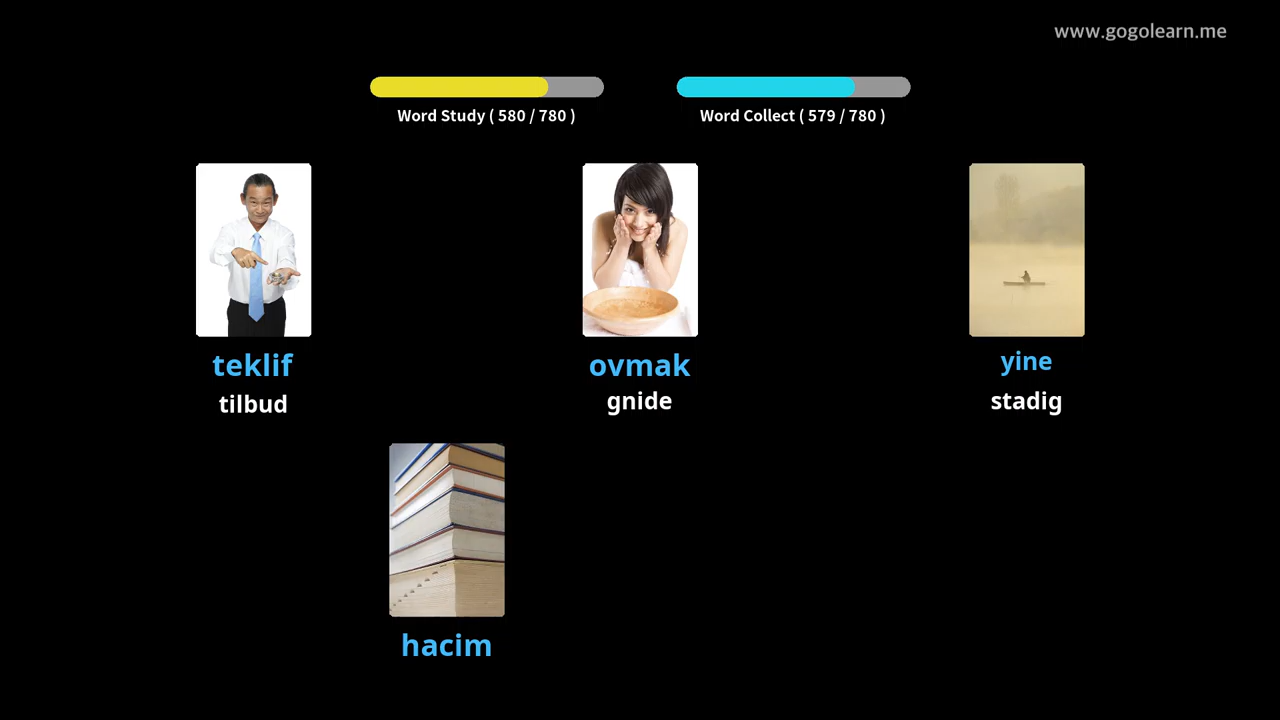 www.gogolearn.me
Word Study ( 580 / 780 )
Word Collect ( 579 / 780 )
teklif
tilbud
ovmak
gnide
yine
stadig
hacim